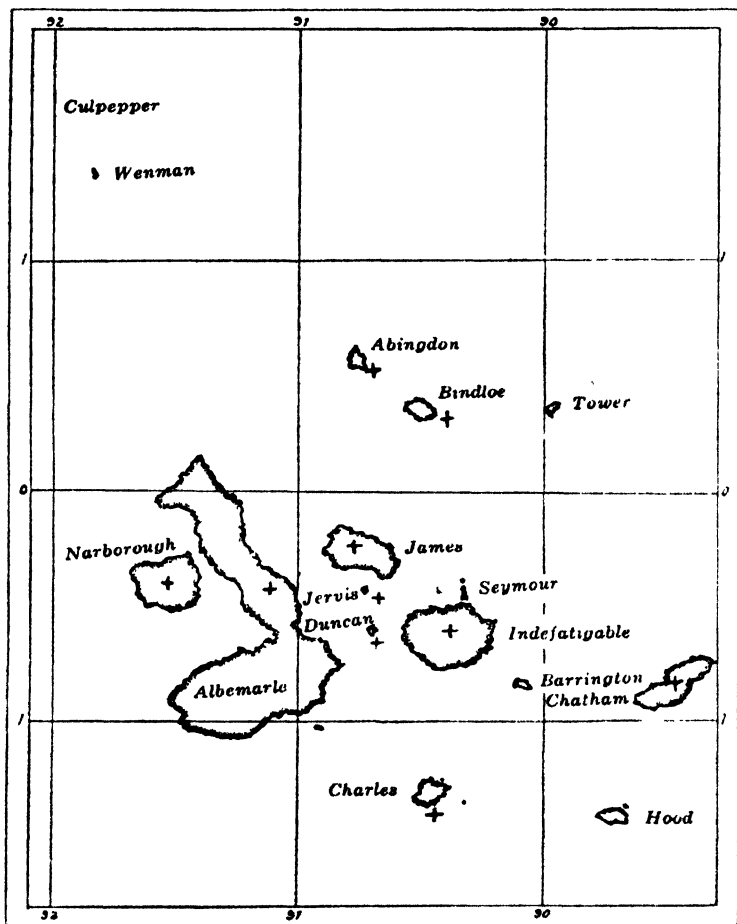 92 91 90
Culpepper
Wenman
1 1
Abingdon
Bindloe
Tower
0 0
Narborough
James
Jervis
Seymour
Duncan
Indefatigable
Barrington
Albemarle
Chatham
1 1
Charles
Hood
92 91 90